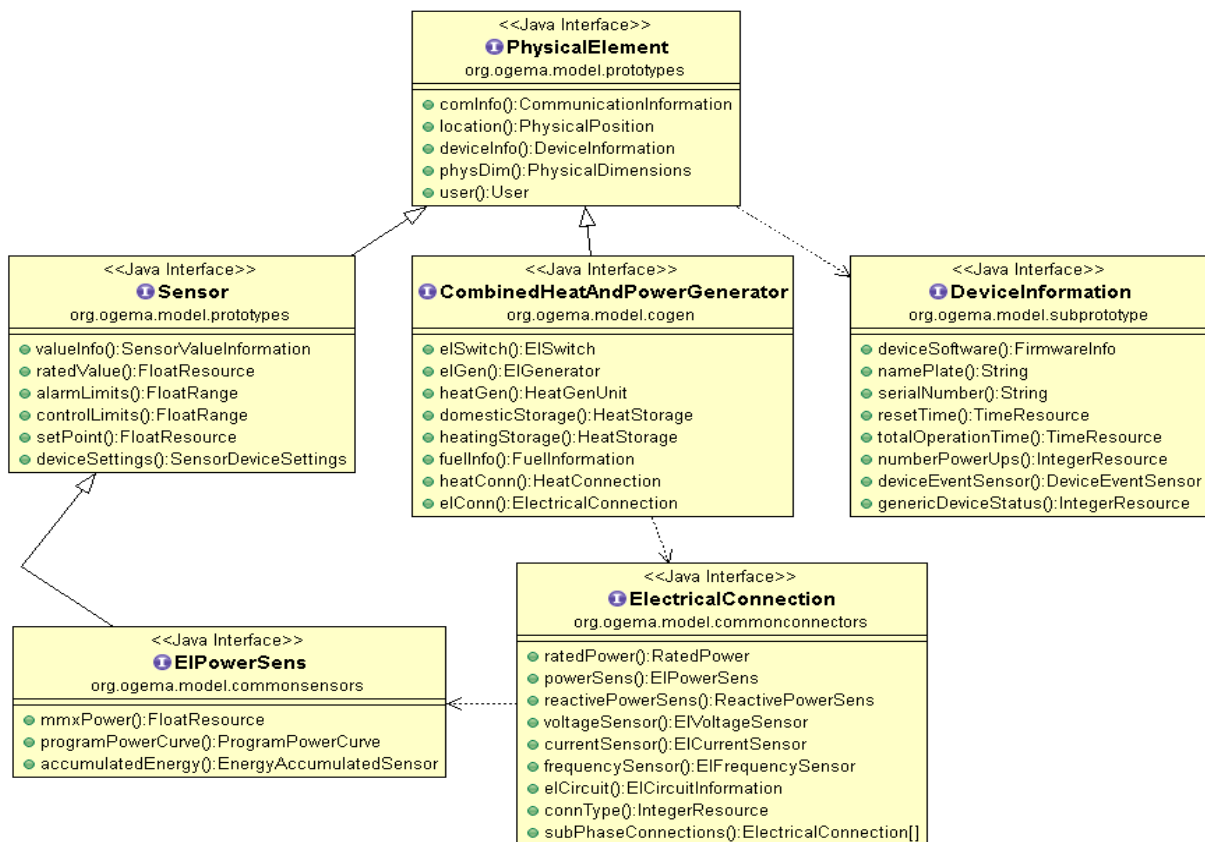 <<Java Interface>>
PhysicalElement
org.ogema.model.prototypes
comInfo():CommunicationInformation
location():PhysicalPosition
deviceInfo():DeviceInformation
physDim():PhysicalDimensions
user():User
<<Java Interface>>
Sensor
org.ogema.model.prototypes
valueInfo():SensorValueInformation
ratedValue():FloatResource
alarmLimits():FloatRange
controlLimits():FloatRange
setPoint():FloatResource
deviceSettings():SensorDeviceSettings
<<Java Interface>>
CombinedHeatAndPowerGenerator
org.ogema.model.cogen
elSwitch():ElSwitch
elGen():ElGenerator
heatGen():HeatGenUnit
domesticStorage():HeatStorage
heatingStorage():HeatStorage
fuelInfo():FuelInformation
heatConn():HeatConnection
elConn():ElectricalConnection
<<Java Interface>>
DeviceInformation
org.ogema.model.subprototype
deviceSoftware():FirmwareInfo
namePlate():String
serialNumber():String
resetTime():TimeResource
totalOperationTime():TimeResource
numberPowerUps():IntegerResource
deviceEventSensor():DeviceEventSensor
genericDeviceStatus():IntegerResource
<<Java Interface>>
ElPowerSens
org.ogema.model.commonsensors
mmxPower():FloatResource
programPowerCurve():ProgramPowerCurve
accumulatedEnergy():EnergyAccumulatedSensor
<<Java Interface>>
ElectricalConnection
org.ogema.model.commonconnectors
ratedPower():RatedPower
powerSens():ElPowerSens
reactivePowerSens():ReactivePowerSens
voltageSensor():ElVoltageSensor
currentSensor():ElCurrentSensor
frequencySensor():ElFrequencySensor
elCircuit():ElCircuitInformation
connType():IntegerResource
subPhaseConnections():ElectricalConnection[]